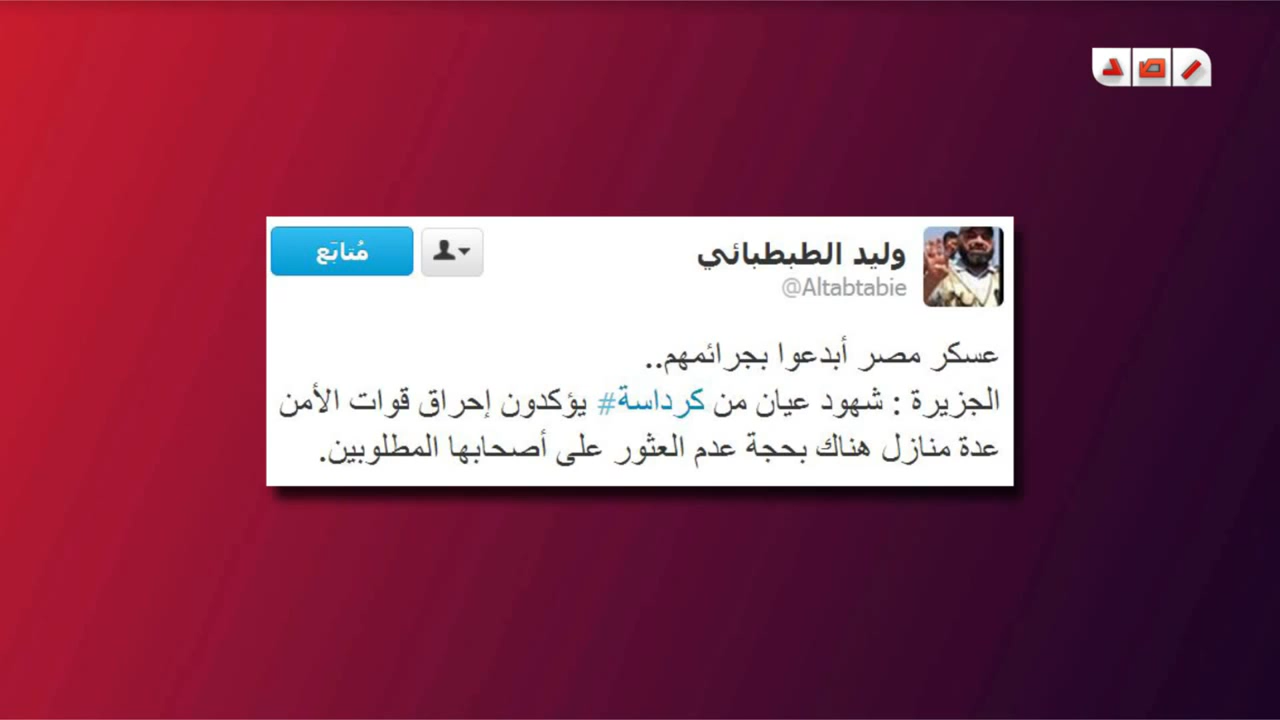 رصد
وليد الطبطبائي
@Altabtabie
مُتابَع
عسكر مصر أبدعوا بجرائمهم..
الجزيرة : شهود عيان من كرداسة# يؤكدون إحراق قوات الأمن
عدة منازل هناك بحجة عدم العثور على أصحابها المطلوبين.